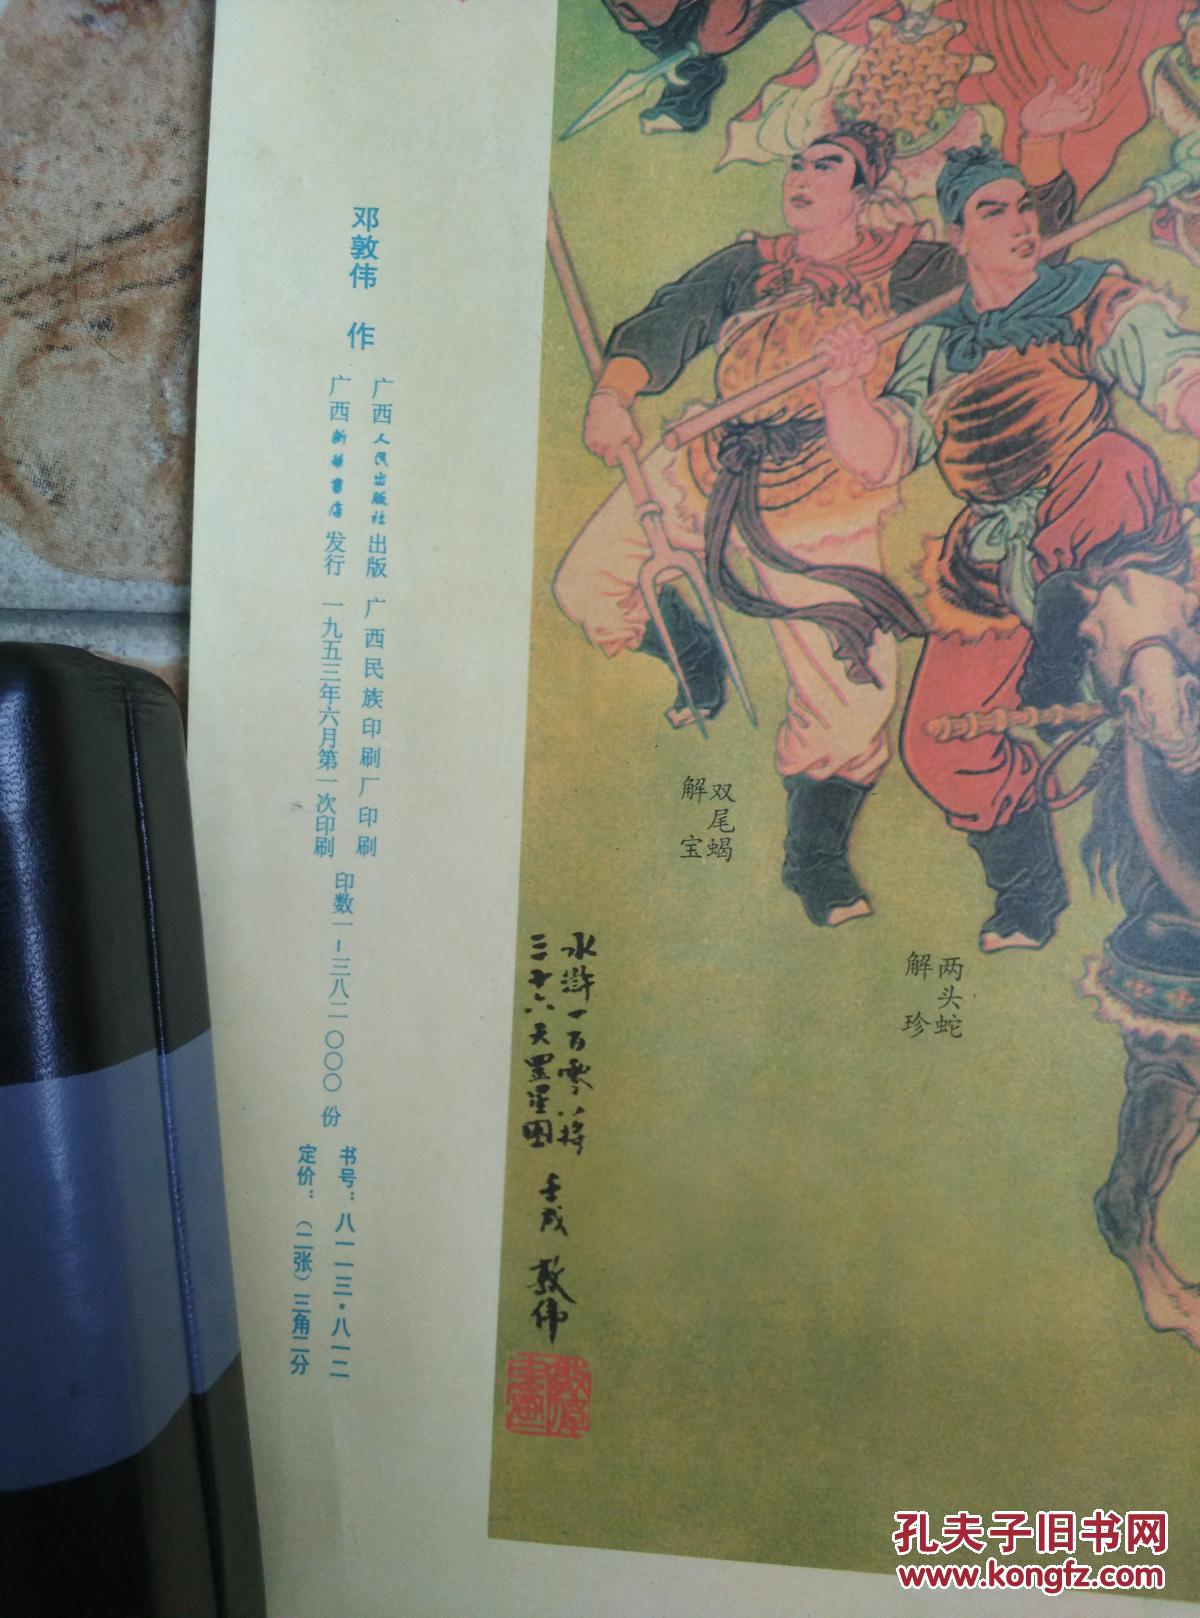 邓敦伟 作
广西人民出版社出版 广西民族印刷厂印刷
广西新华书店发行 一九五三年六月第一次印刷
印数一-三八二〇〇〇份
书号：八一一三·八一二
定价：（二张）三角二分
双尾蝎
解宝
两头蛇
解珍
水浒一百零八将
三十六天罡星图
壬戌 敦伟
孔夫子旧书网
www.kongfz.com